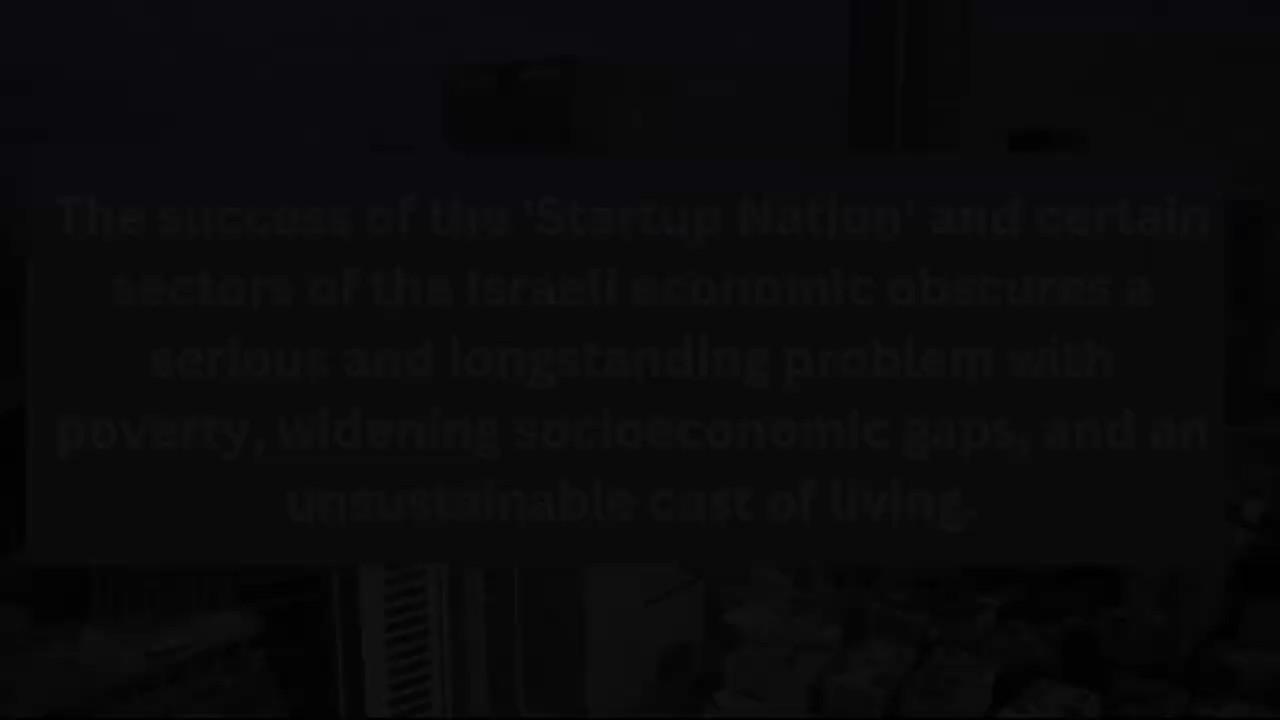 The success of the 'Startup Nation' and certain
sectors of the Israeli economic obscures a
serious and longstanding problem with
poverty, widening socioeconomic gaps, and an
unsustainable cost of living.